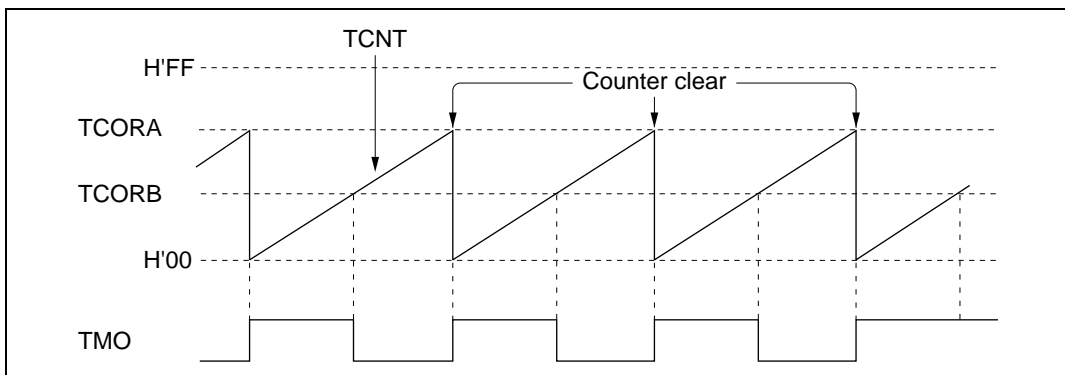 TCNT
H'FF
Counter clear
TCORA
TCORB
H'00
TMO